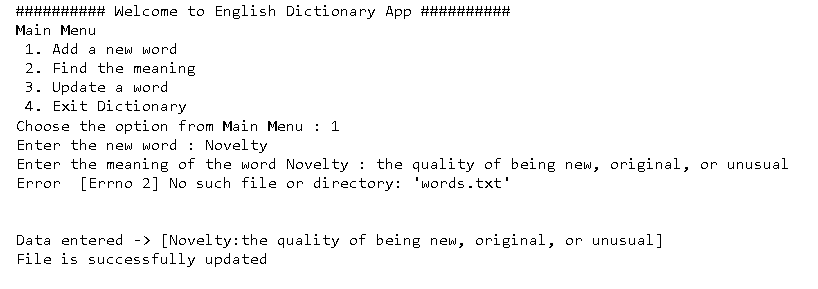 ########## Welcome to English Dictionary App ##########
Main Menu
1. Add a new word
2. Find the meaning
3. Update a word
4. Exit Dictionary
Choose the option from Main Menu : 1
Enter the new word : Novelty
Enter the meaning of the word Novelty : the quality of being new, original, or unusual
Error  [Errno 2] No such file or directory: 'words.txt'
Data entered -> [Novelty:the quality of being new, original, or unusual]
File is successfully updated